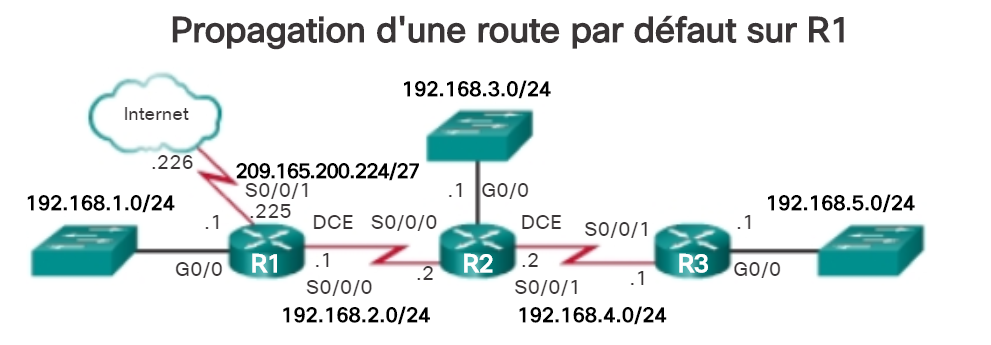 Propagation d'une route par défaut sur R1
192.168.3.0/24
Internet
.226
209.165.200.224/27
S0/0/1
.1
G0/0
192.168.1.0/24
192.168.5.0/24
.225
.1
DCE
S0/0/0
DCE
S0/0/1
.1
R1
R2
R3
G0/0
.1
.2
.2
.1
G0/0
S0/0/0
S0/0/1
192.168.2.0/24
192.168.4.0/24